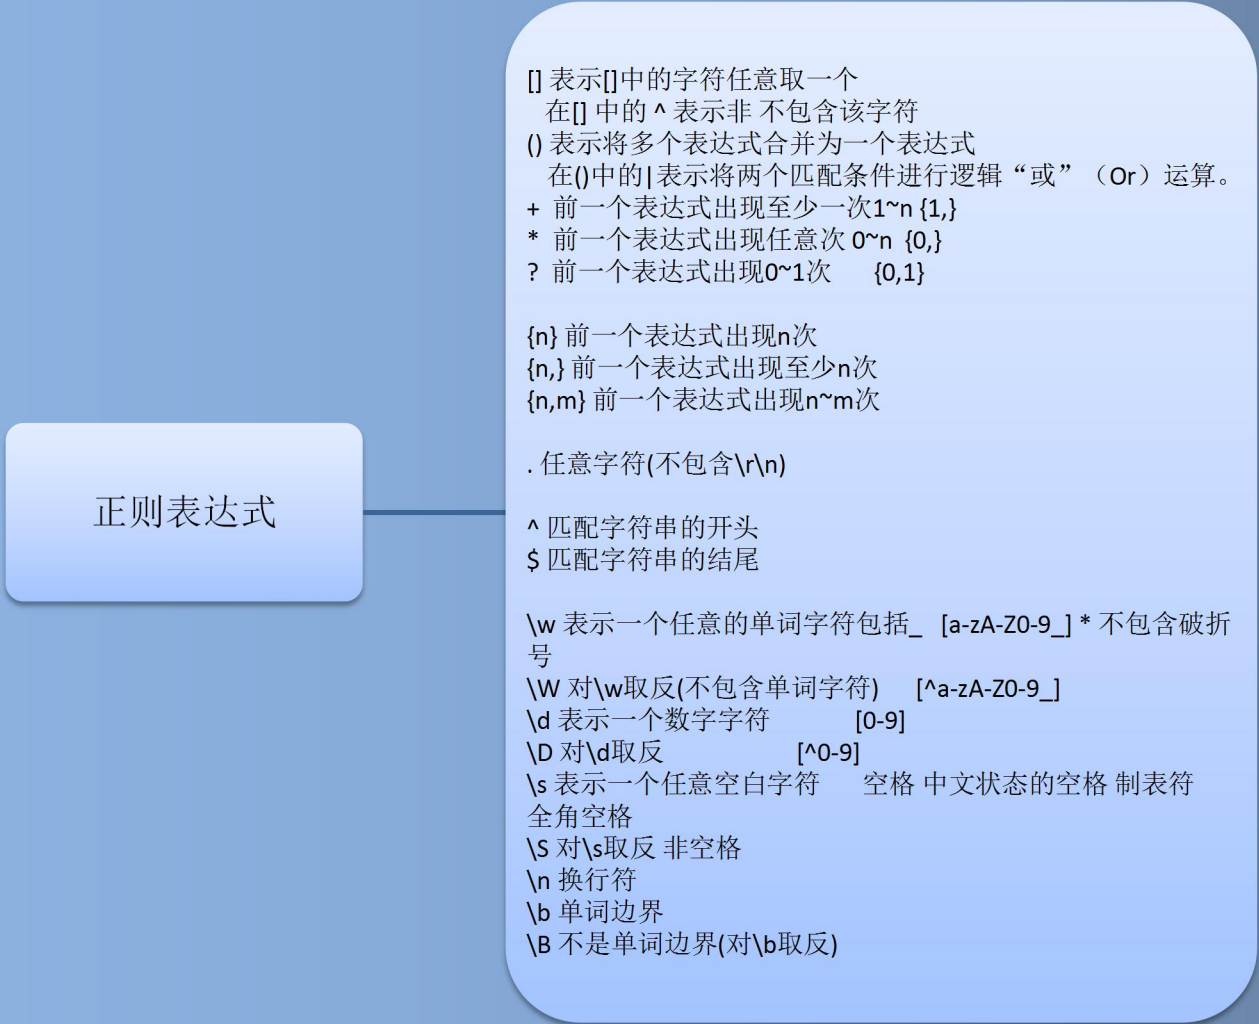 正则表达式
[] 表示[]中的字符任意取一个
在[] 中的 ^ 表示非 不包含该字符
() 表示将多个表达式合并为一个表达式
在()中的|表示将两个匹配条件进行逻辑“或”（Or）运算。
+ 前一个表达式出现至少一次1~n {1,}
* 前一个表达式出现任意次 0~n {0,}
? 前一个表达式出现0~1次 {0,1}
{n} 前一个表达式出现n次
{n,} 前一个表达式出现至少n次
{n,m} 前一个表达式出现n~m次
. 任意字符(不包含\r\n)
^ 匹配字符串的开头
$ 匹配字符串的结尾
\w 表示一个任意的单词字符包括_ [a-zA-Z0-9_] * 不包含破折
号
\W 对\w取反(不包含单词字符) [^a-zA-Z0-9_]
\d 表示一个数字字符 [0-9]
\D 对\d取反 [^0-9]
\s 表示一个任意空白字符 空格 中文状态的空格 制表符
全角空格
\S 对\s取反 非空格
\n 换行符
\b 单词边界
\B 不是单词边界(对\b取反)